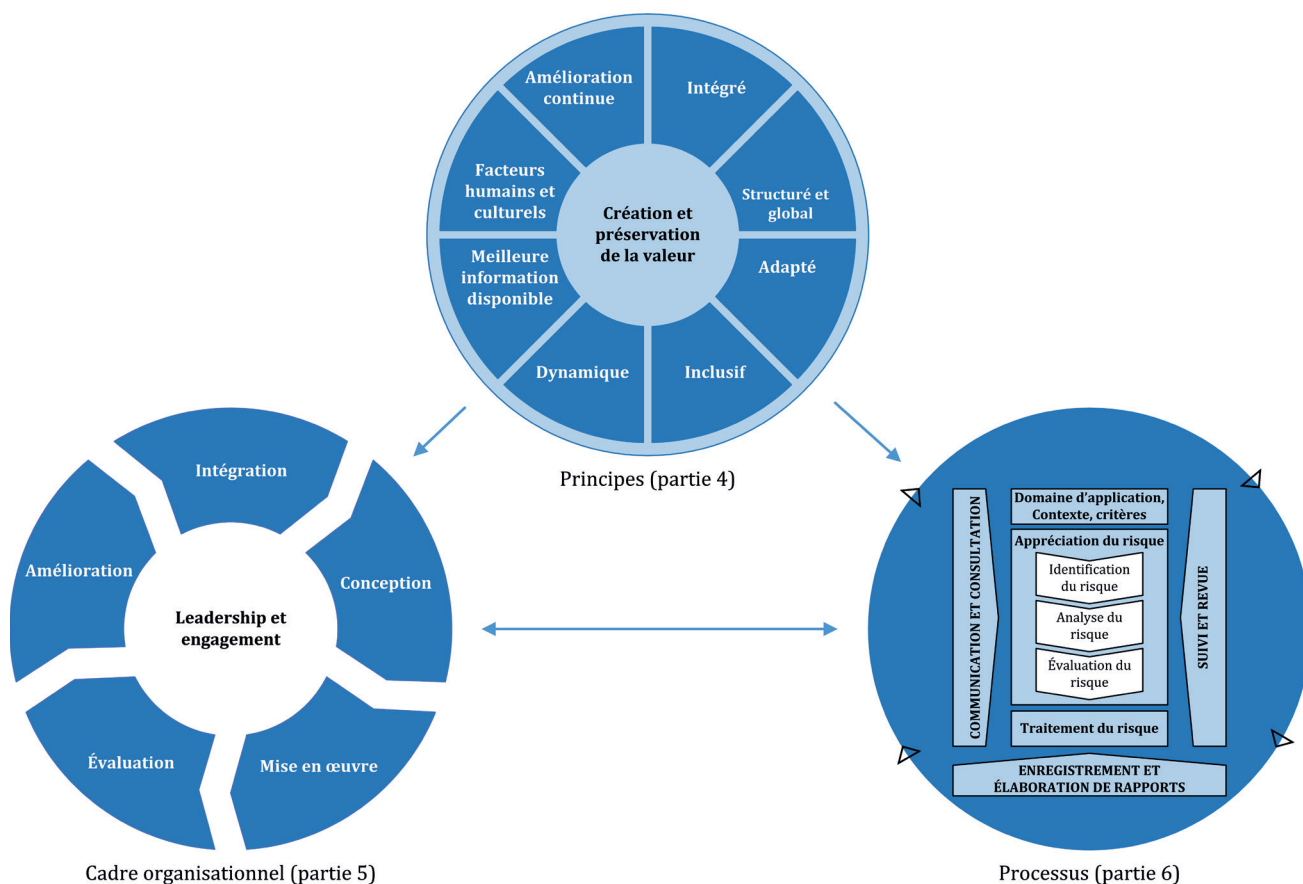 Amélioration
continue
Intégré
Facteurs
humains et
culturels
Structuré et
global
Création et
préservation
de la valeur
Meilleure
information
disponible
Adapté
Dynamique
Inclusif
Principes (partie 4)
Intégration
Amélioration
Conception
Leadership et
engagement
Évaluation
Mise en œuvre
Cadre organisationnel (partie 5)
COMMUNICATION ET CONSULTATION
Domaine d’application,
Contexte, critères
Appréciation du risque
Identification
du risque
Analyse du
risque
Évaluation du
risque
Traitement du risque
SUIVI ET REVUE
ENREGISTREMENT ET
ÉLABORATION DE RAPPORTS
Processus (partie 6)